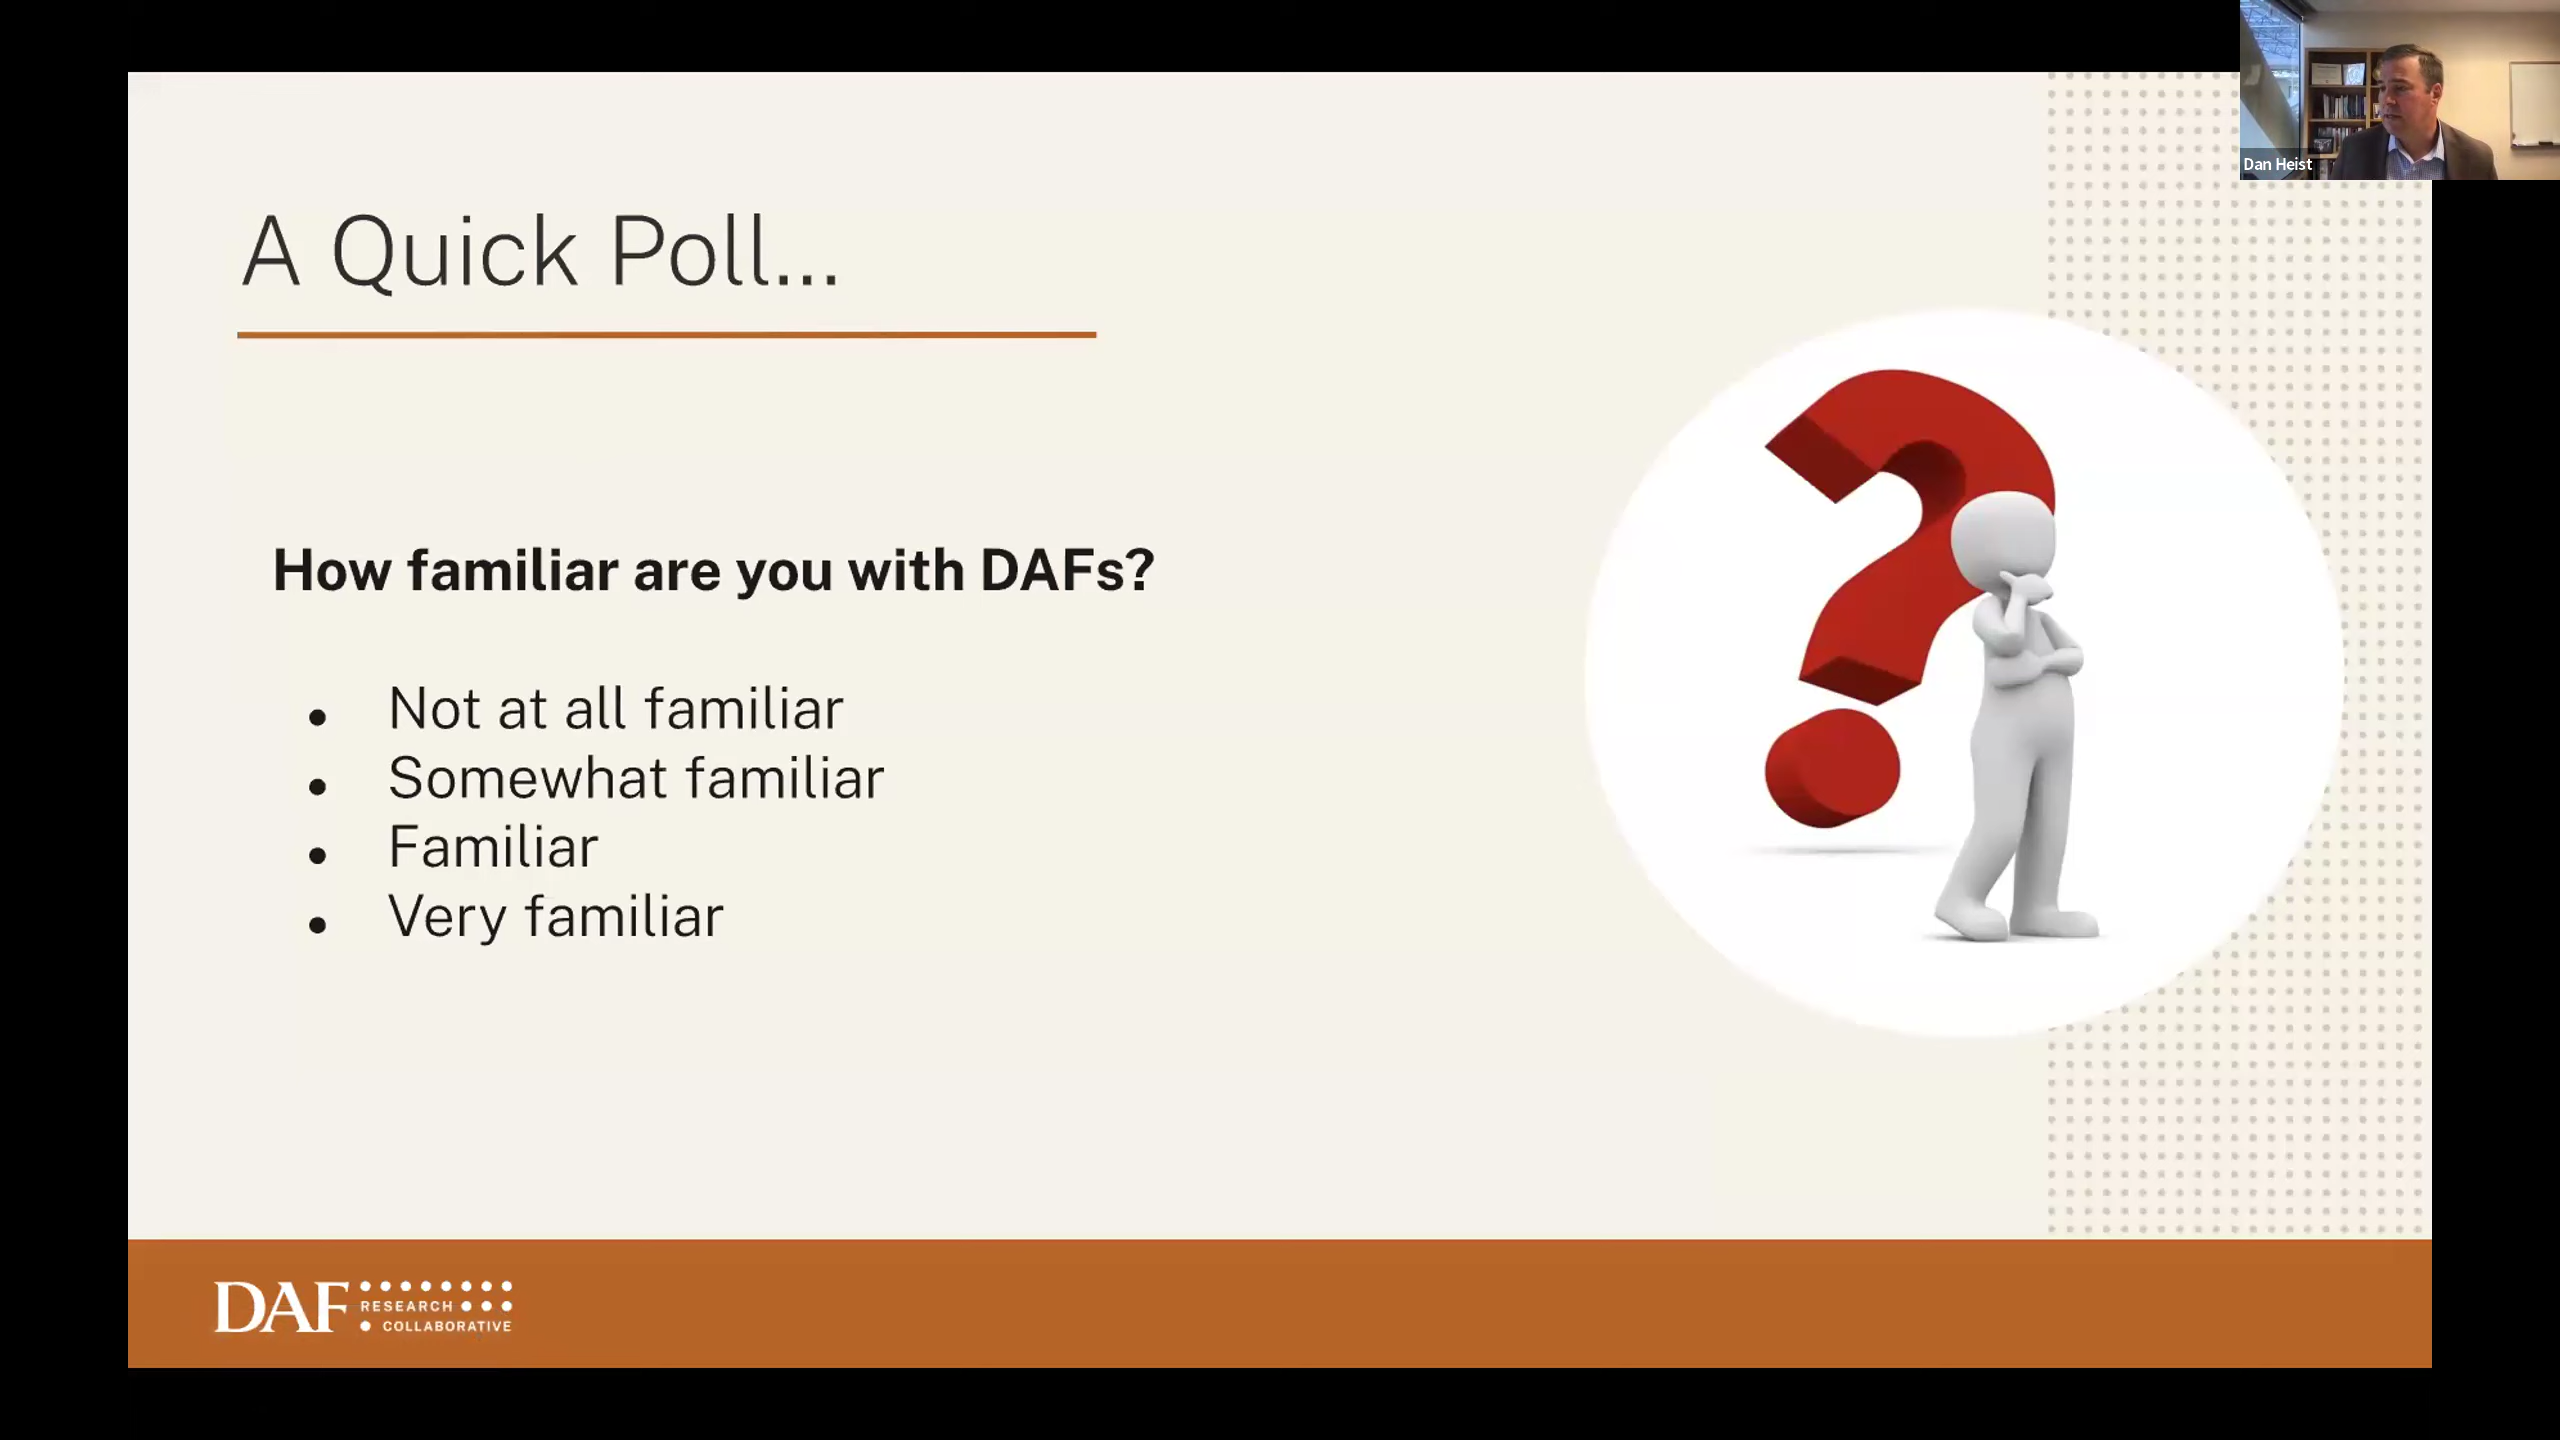 Dan Heist
A Quick Poll...
How familiar are you with DAFs?
• Not at all familiar
• Somewhat familiar
• Familiar
• Very familiar
DAF RESEARCH
COLLABORATIVE